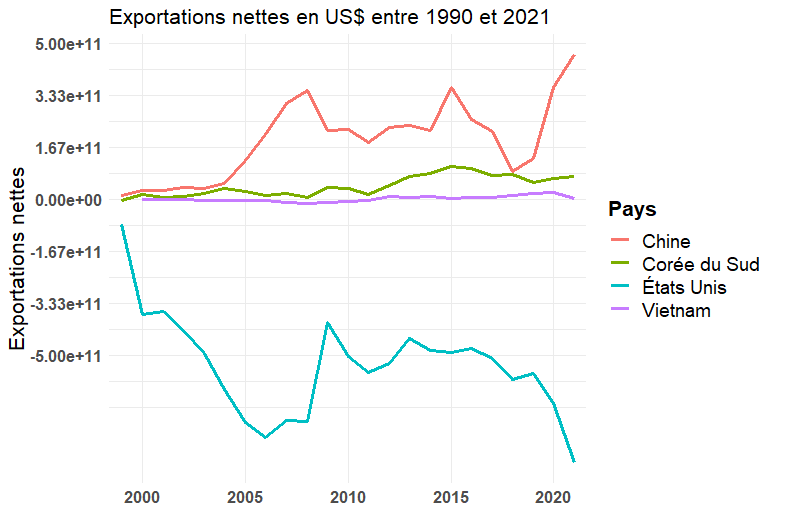 Exportations nettes en US$ entre 1990 et 2021
Exportations nettes
5.00e+11
3.33e+11
1.67e+11
0.00e+00
-1.67e+11
-3.33e+11
-5.00e+11
2000
2005
2010
2015
2020
Pays
Chine
Corée du Sud
États Unis
Vietnam